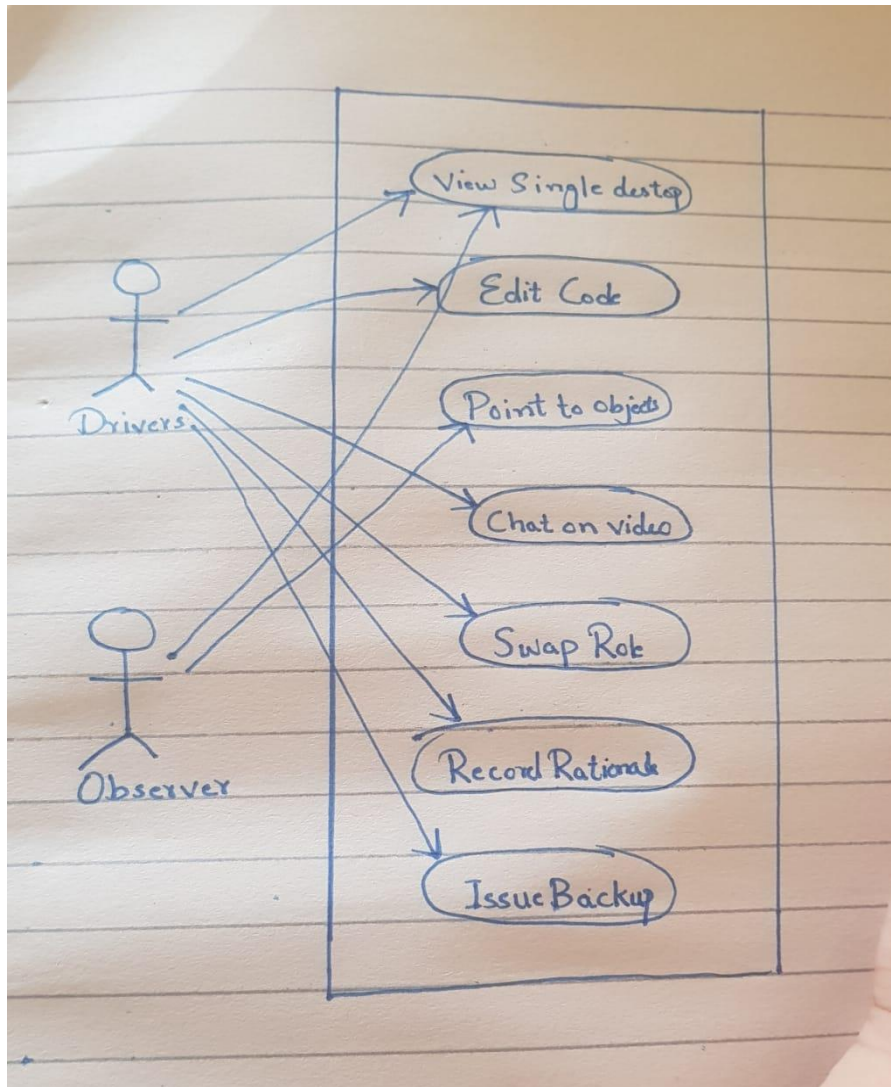 View Single destop
Edit Code
Point to objects
Drivers
Chat on video
Swap Role
Record Rationale
Observer
Issue Backup